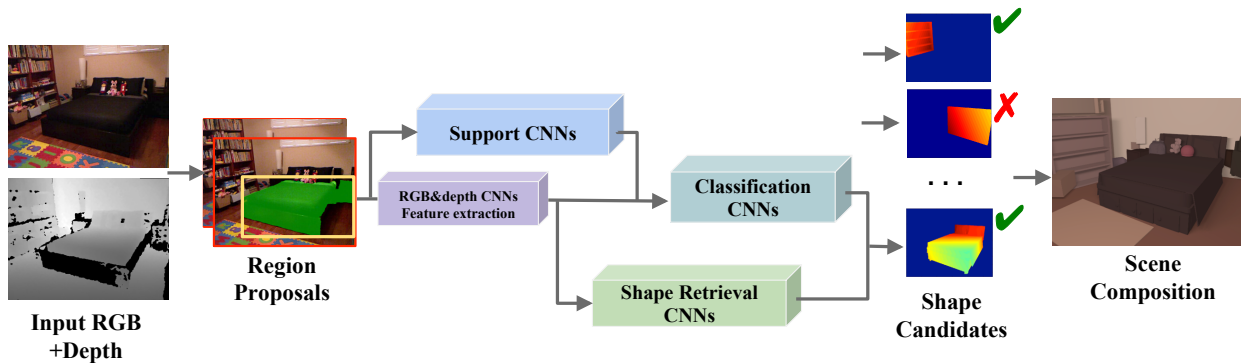 Input RGB
+Depth
Region
Proposals
Support CNNs
RGB&depth CNNs
Feature extraction
Classification
CNNs
Shape Retrieval
CNNs
. . .
Shape
Candidates
Scene
Composition